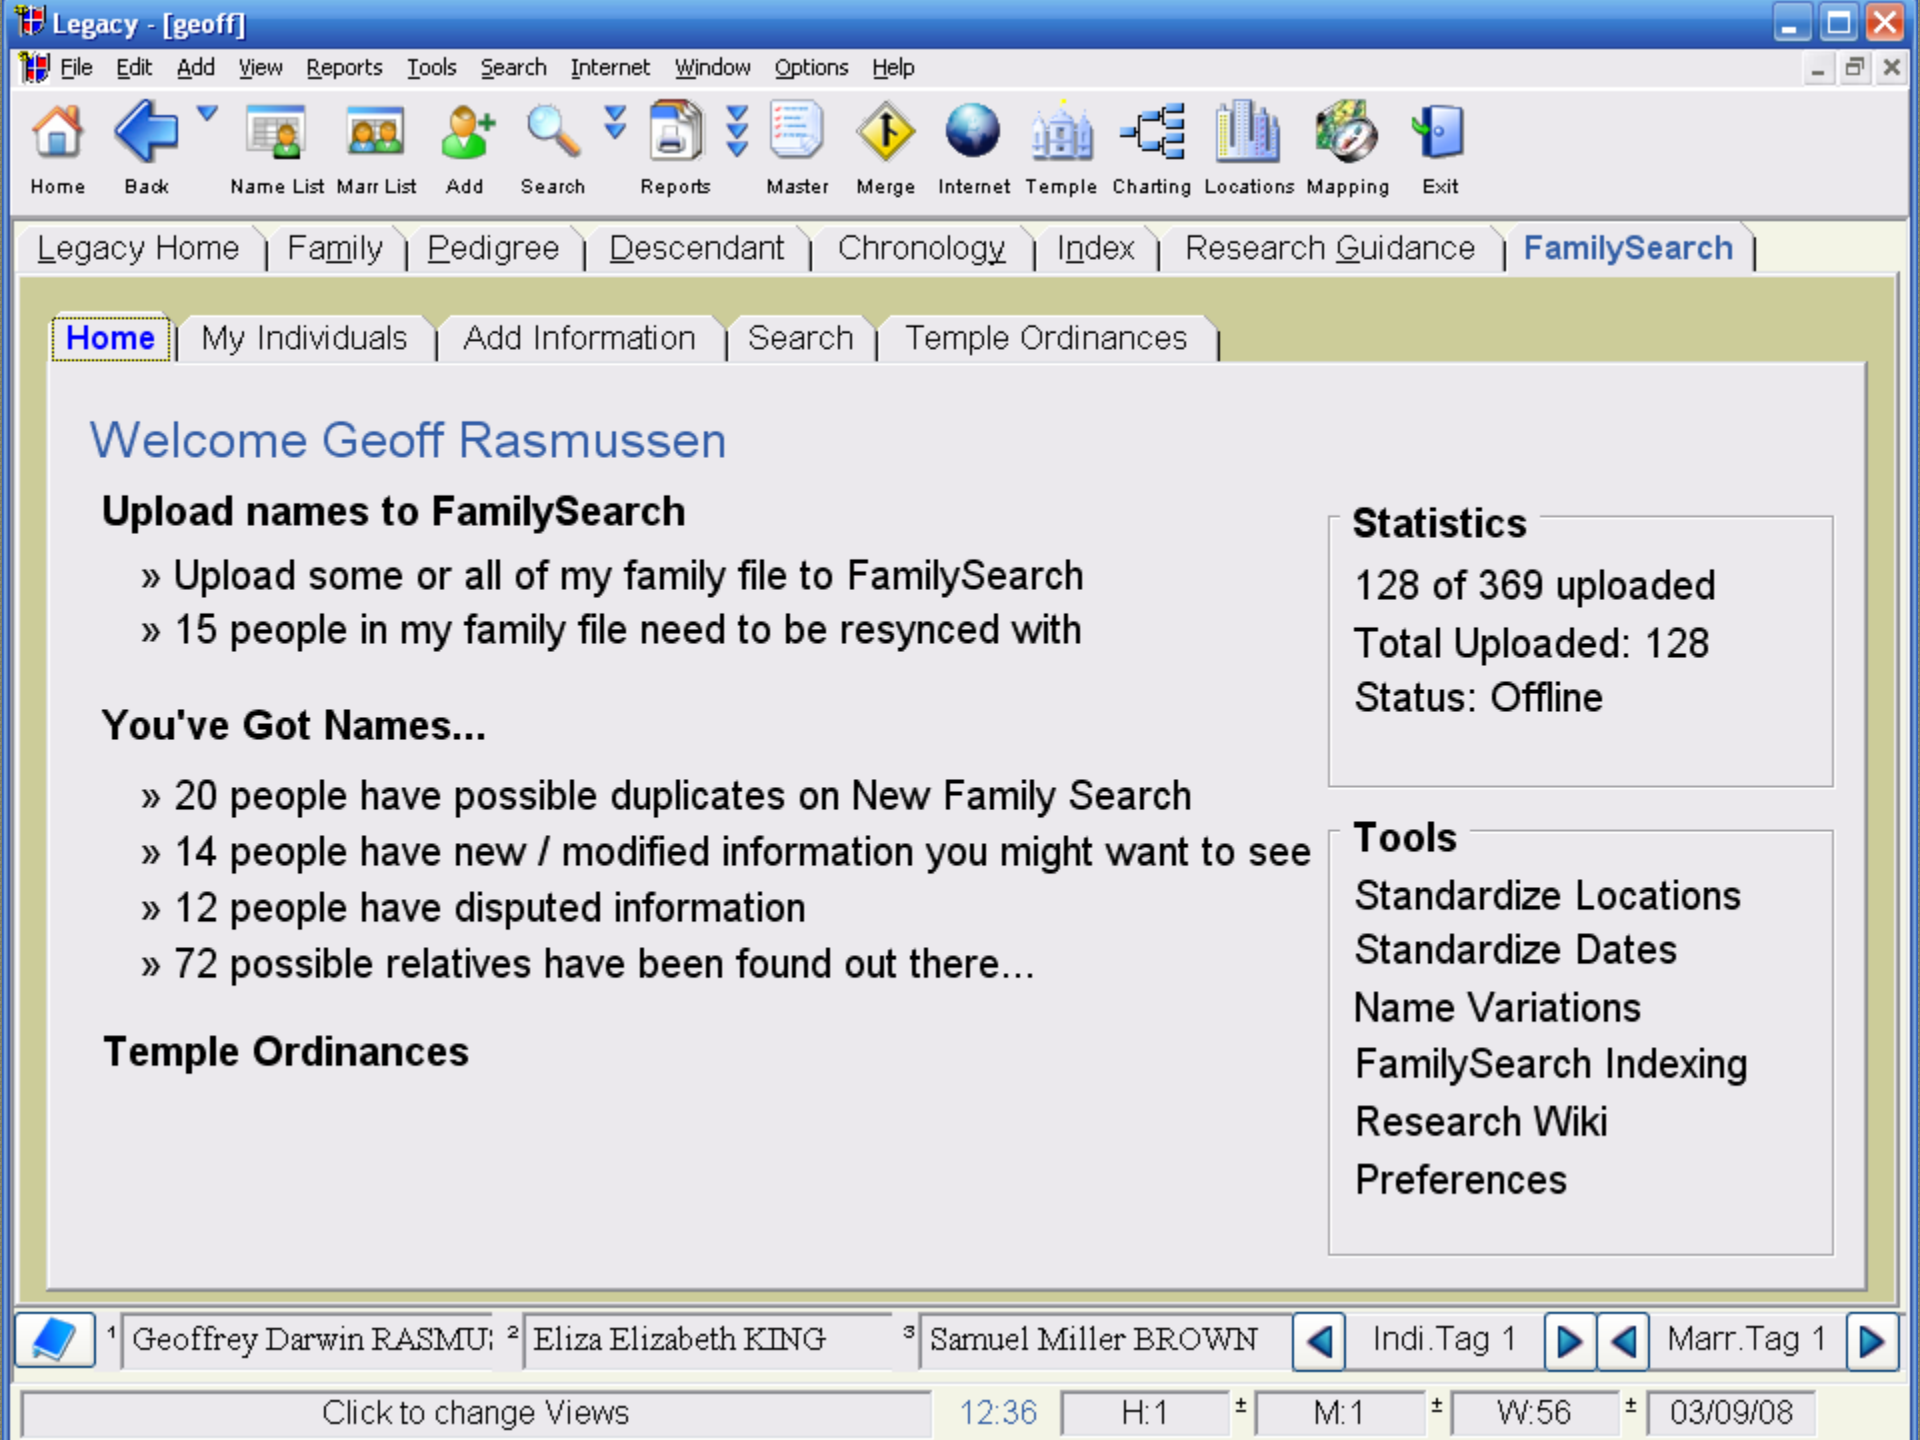 Legacy - [geoff]
File Edit Add View Reports Tools Search Internet Window Options Help
Home Back Name List Marr List Add Search Reports Master Merge Internet Temple Charting Locations Mapping Exit
Legacy Home Family Pedigree Descendant Chronology Index Research Guidance FamilySearch
Home My Individuals Add Information Search Temple Ordinances
Welcome Geoff Rasmussen
Upload names to FamilySearch
» Upload some or all of my family file to FamilySearch
» 15 people in my family file need to be resynced with
You've Got Names...
» 20 people have possible duplicates on New Family Search
» 14 people have new / modified information you might want to see
» 12 people have disputed information
» 72 possible relatives have been found out there...
Temple Ordinances
Statistics
128 of 369 uploaded
Total Uploaded: 128
Status: Offline
Tools
Standardize Locations
Standardize Dates
Name Variations
FamilySearch Indexing
Research Wiki
Preferences
1 Geoffrey Darwin RASMU 2 Eliza Elizabeth KING 3 Samuel Miller BROWN Indi.Tag 1 Marr.Tag 1
Click to change Views 12:36 H:1 ± M:1 ± W:56 ± 03/09/08